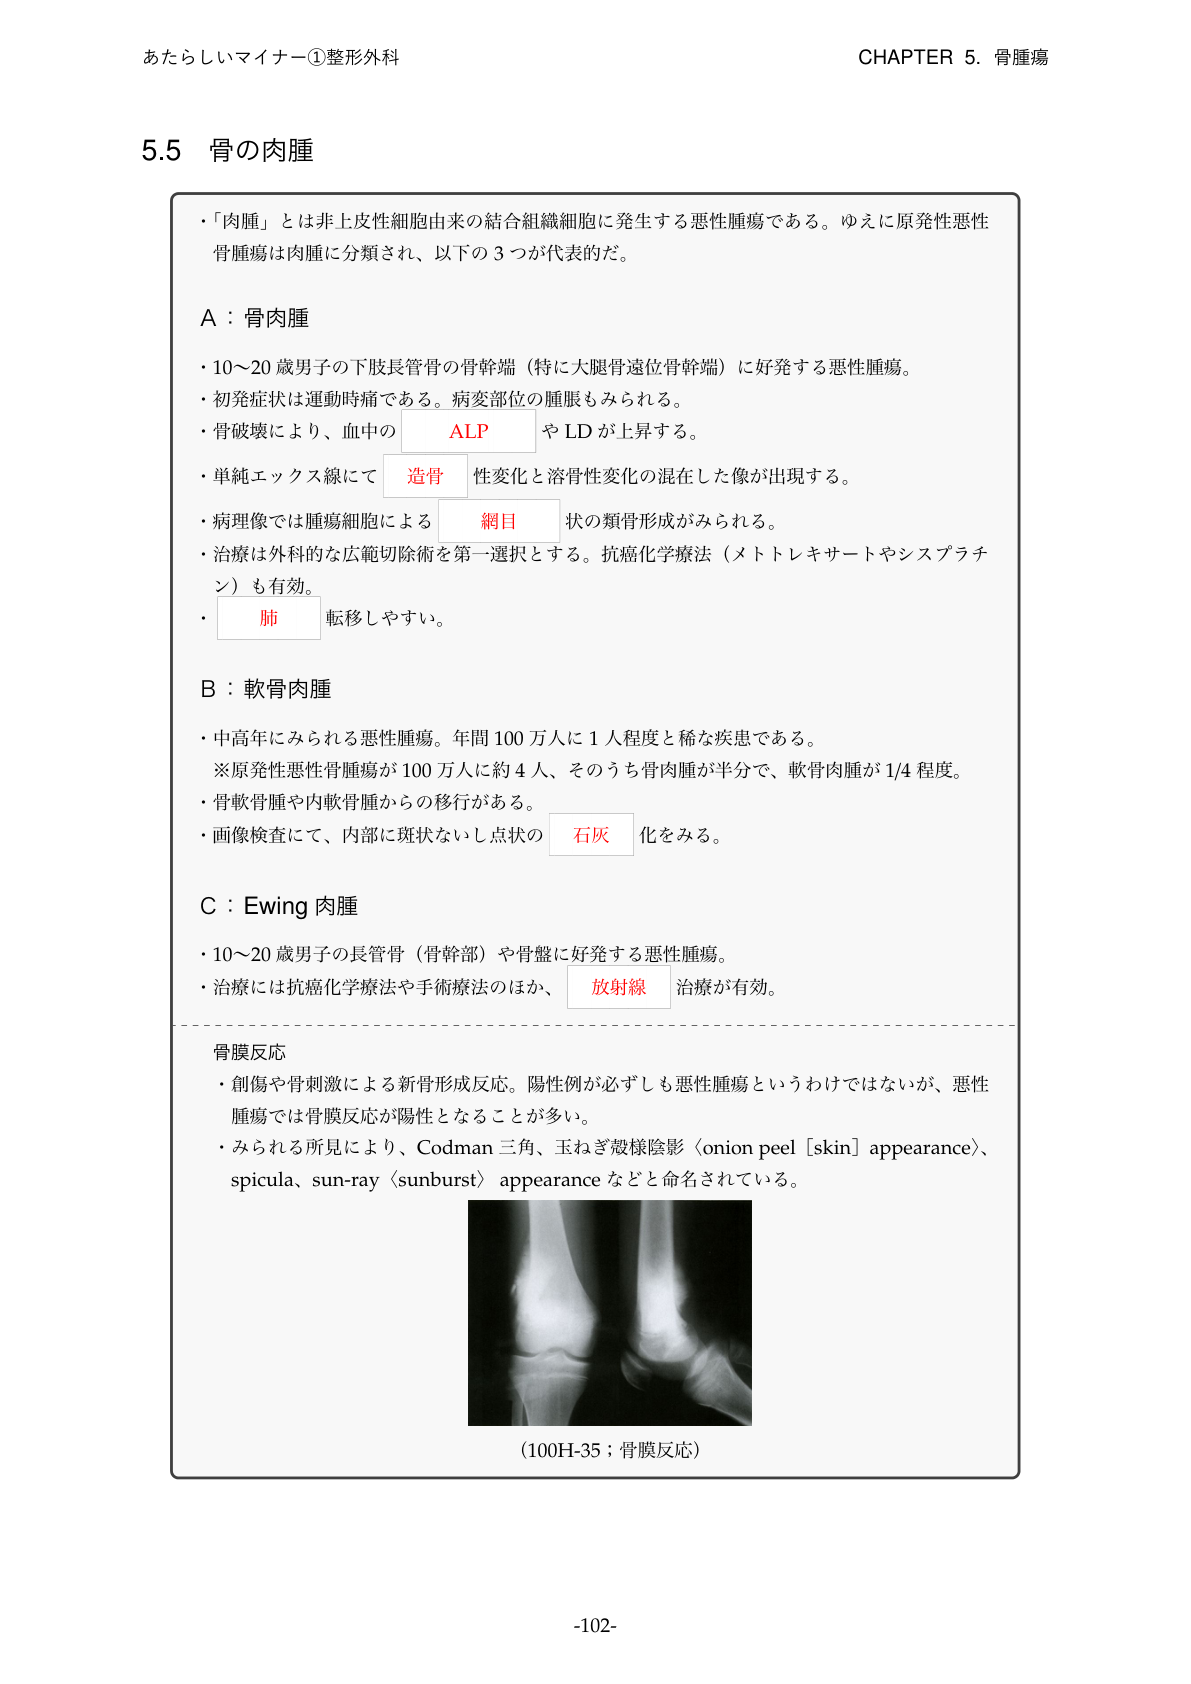 あたらしいマイナー①整形外科 CHAPTER 5. 骨腫瘍
5.5 骨の肉腫
・「肉腫」とは非上皮性細胞由来の結合組織細胞に発生する悪性腫瘍である。ゆえに原発性悪性
骨腫瘍は肉腫に分類され、以下の 3 つが代表的だ。
A：骨肉腫
・10〜20 歳男子の下肢長管骨の骨幹端（特に大腿骨遠位骨幹端）に好発する悪性腫瘍。
・初発症状は運動時痛である。病変部位の腫脹もみられる。
・骨破壊により、血中の ALP や LD が上昇する。
・単純エックス線にて 造骨 性変化と溶骨性変化の混在した像が出現する。
・病理像では腫瘍細胞による 網目 状の類骨形成がみられる。
・治療は外科的な広範切除術を第一選択とする。抗癌化学療法（メトトレキサートやシスプラチ
ン）も有効。
・ 肺 転移しやすい。
B：軟骨肉腫
・中高年にみられる悪性腫瘍。年間 100 万人に 1 人程度と稀な疾患である。
※原発性悪性骨腫瘍が 100 万人に約 4 人、そのうち骨肉腫が半分で、軟骨肉腫が 1/4 程度。
・骨軟骨腫や内軟骨腫からの移行がある。
・画像検査にて、内部に斑状ないし点状の 石灰 化をみる。
C：Ewing 肉腫
・10〜20 歳男子の長管骨（骨幹部）や骨盤に好発する悪性腫瘍。
・治療には抗癌化学療法や手術療法のほか、 放射線 治療が有効。
骨膜反応
・創傷や骨刺激による新骨形成反応。陽性例が必ずしも悪性腫瘍というわけではないが、悪性
腫瘍では骨膜反応が陽性となることが多い。
・みられる所見により、Codman 三角、玉ねぎ殻様陰影〈onion peel［skin］appearance〉、
spicula、sun-ray〈sunburst〉 appearance などと命名されている。
（100H-35；骨膜反応）
-102-